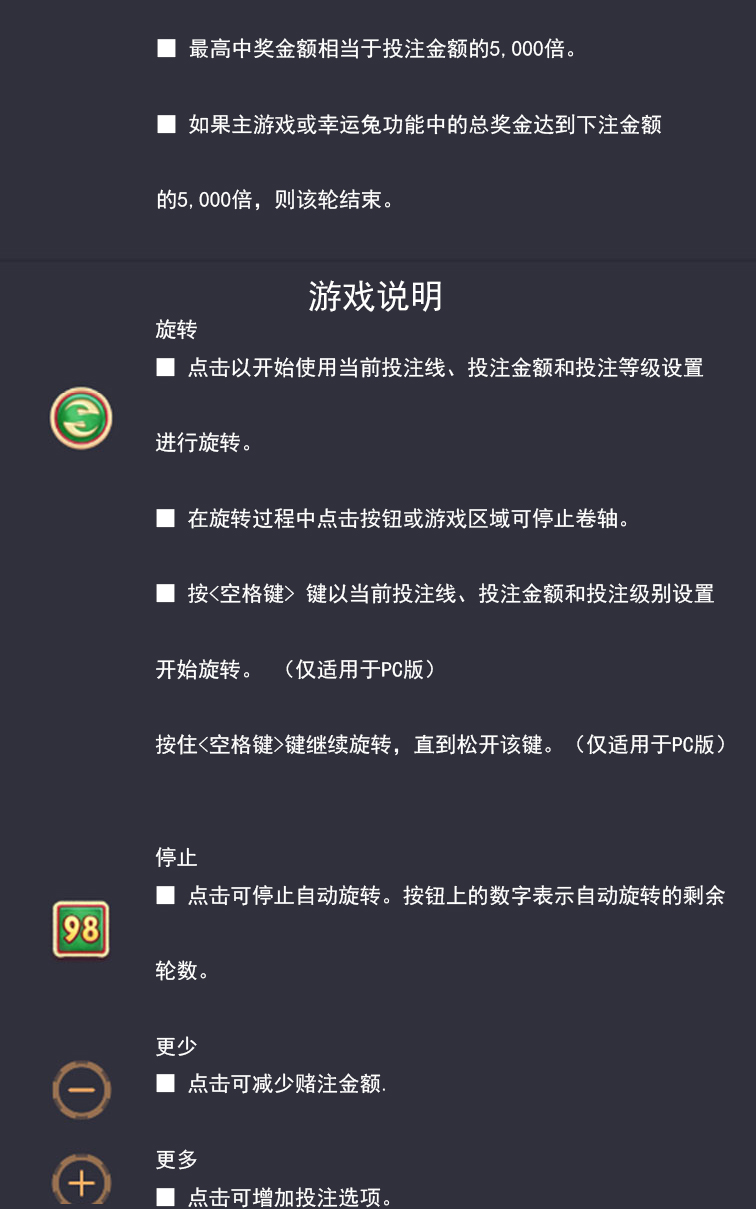 ■ 最高中奖金额相当于投注金额的5,000倍。
■ 如果主游戏或幸运兔功能中的总奖金达到下注金额
的5,000倍，则该轮结束。
游戏说明
旋转
■ 点击以开始使用当前投注线、投注金额和投注等级设置
进行旋转。
■ 在旋转过程中点击按钮或游戏区域可停止卷轴。
■ 按<空格键> 键以当前投注线、投注金额和投注级别设置
开始旋转。 （仅适用于PC版）
按住<空格键>键继续旋转，直到松开该键。（仅适用于PC版）
停止
■ 点击可停止自动旋转。按钮上的数字表示自动旋转的剩余
98
轮数。
更少
■ 点击可减少赌注金额.
更多
■ 点击可增加投注选项。